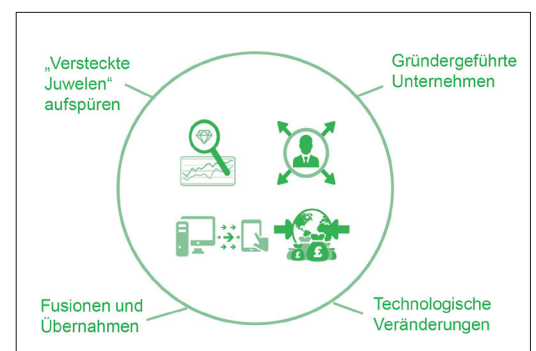 „Versteckte
Juwelen“
aufspüren
Gründergeführte
Unternehmen
£
£
£
Fusionen und
Übernahmen
Technologische
Veränderungen